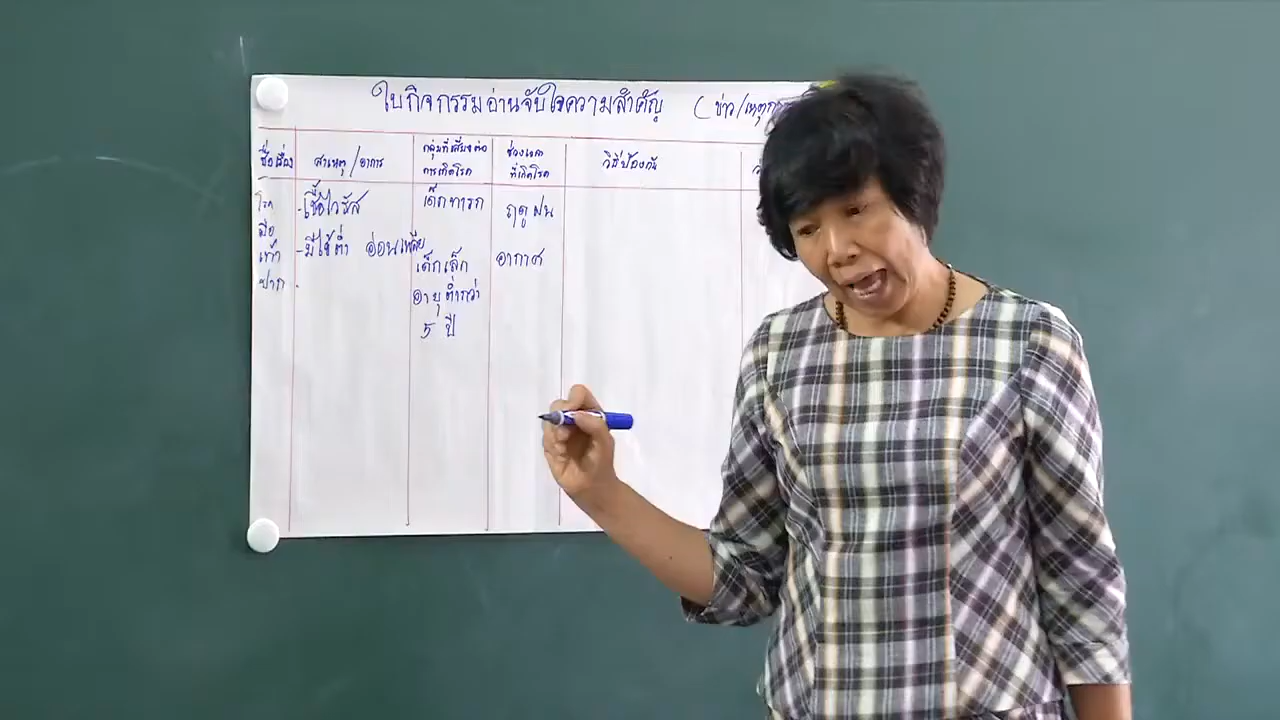 ใบกิจกรรมอ่านจับใจความสำคัญ (ข่าว/เหตุก
ชื่อเรื่อง
สาเหตุ/อาการ
กลุ่มที่เสี่ยงต่อ
การเกิดโรค
ช่วงเวลา
ที่เกิดโรค
วิธีป้องกัน
โรค
มือ
เท้า
ปาก
-เชื้อไวรัส
-มีไข้ต่ำ อ่อนเพลีย
-
เด็กทารก
เด็กเล็ก
อายุต่ำกว่า
5 ปี
ฤดูฝน
อากาศ